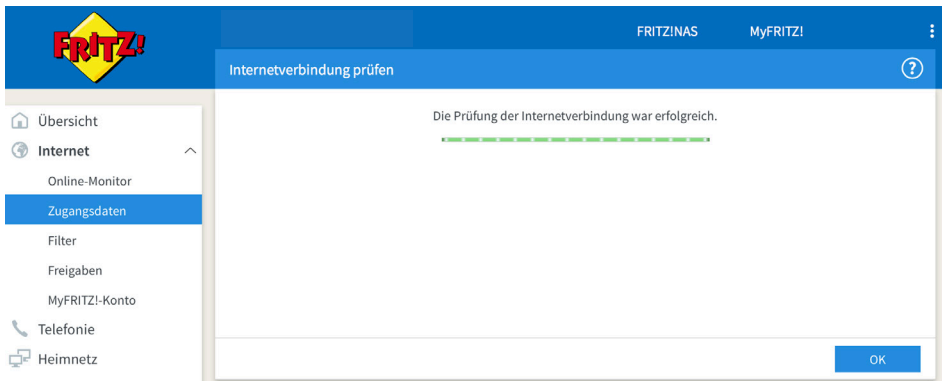 FRITZ!
FRITZ!NAS MyFRITZ!
Internetverbindung prüfen
?
Die Prüfung der Internetverbindung war erfolgreich.
Übersicht
Internet
Online-Monitor
Zugangsdaten
Filter
Freigaben
MyFRITZ!-Konto
Telefonie
Heimnetz
OK